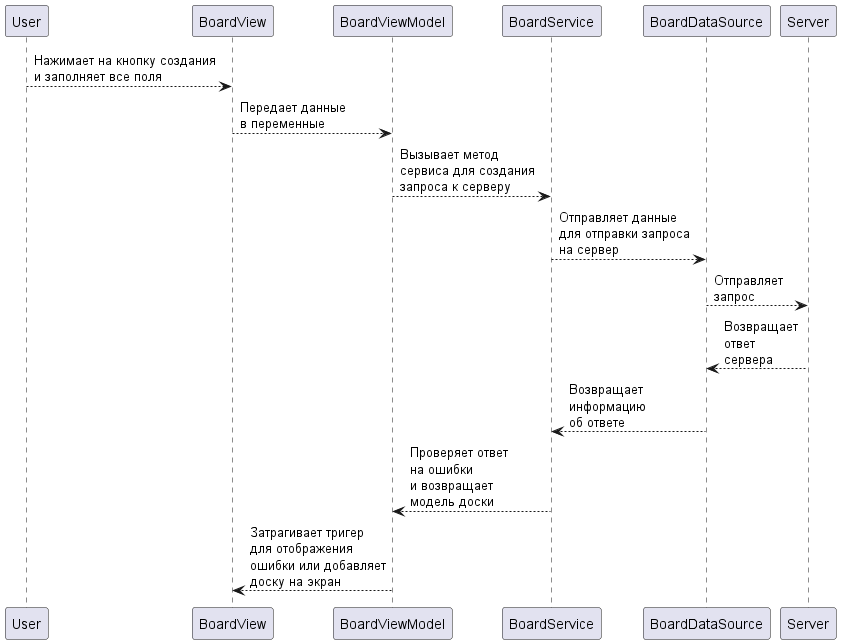 User BoardView BoardViewModel BoardService BoardDataSource Server
Нажимает на кнопку создания
и заполняет все поля
Передает данные
в переменные
Вызывает метод
сервиса для создания
запроса к серверу
Отправляет данные
для отправки запроса
на сервер
Отправляет
запрос
Возвращает
ответ
сервера
Возвращает
информацию
об ответе
Проверяет ответ
на ошибки
и возвращает
модель доски
Затрагивает тригер
для отображения
ошибки или добавляет
доску на экран
User BoardView BoardViewModel BoardService BoardDataSource Server